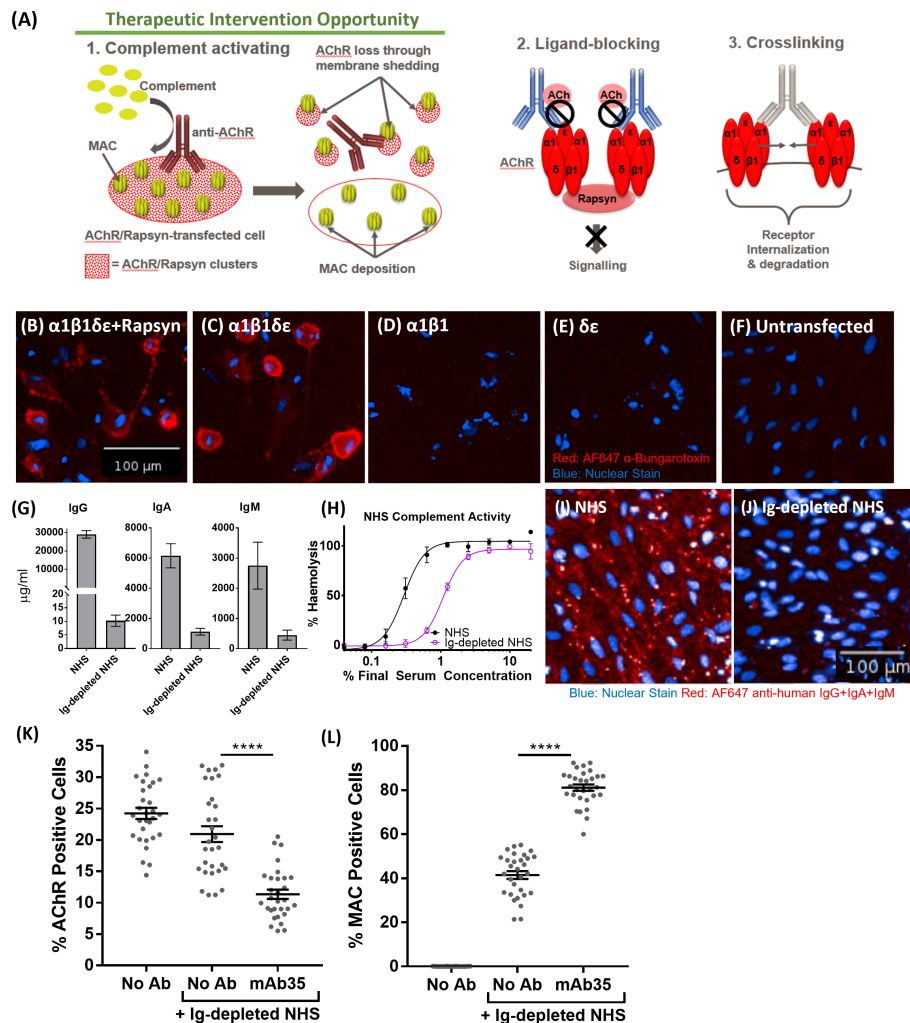 (A)
Therapeutic Intervention Opportunity
1. Complement activating
Complement
anti-AChR
MAC
AChR/Rapsyn-transfected cell
= AChR/Rapsyn clusters
AChR loss through
membrane shedding
MAC deposition
2. Ligand-blocking
ACh
ACh
ε
α1
α1
δ
β1
ε
α1
α1
δ
β1
AChR
Rapsyn
Signalling
3. Crosslinking
ε
α1
α1
δ
β1
ε
α1
α1
δ
β1
Receptor
Internalization
& degradation
(B) α1β1δε+Rapsyn
100 µm
(C) α1β1δε
(D) α1β1
(E) δε
Red: AF647 α-Bungarotoxin
Blue: Nuclear Stain
(F) Untransfected
(G)
IgG
IgA
IgM
µg/ml
30000
20000
10000
15
10
5
0
8000
6000
4000
2000
0
4000
3000
2000
1000
0
NHS
Ig-depleted NHS
NHS
Ig-depleted NHS
NHS
Ig-depleted NHS
(H)
NHS Complement Activity
% Haemolysis
100
50
0
NHS
Ig-depleted NHS
0.1
1
10
% Final Serum Concentration
(I) NHS
(J) Ig-depleted NHS
100 µm
Blue: Nuclear Stain Red: AF647 anti-human IgG+IgA+IgM
(K)
% AChR Positive Cells
35
30
25
20
15
10
5
0
****
No Ab
No Ab
mAb35
+ Ig-depleted NHS
(L)
% MAC Positive Cells
100
80
60
40
20
0
****
No Ab
No Ab
mAb35
+ Ig-depleted NHS